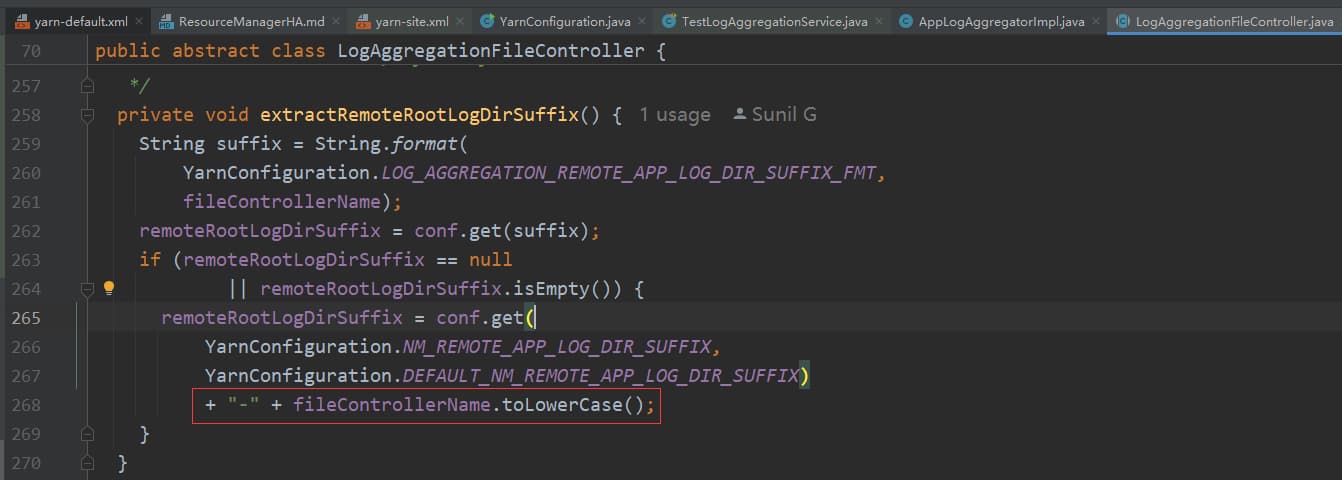 yarn-default.xml ResourceManagerHA.md yarn-site.xml YarnConfiguration.java TestLogAggregationService.java AppLogAggregatorImpl.java LogAggregationFileController.java
70 public abstract class LogAggregationFileController {
257 */
258 private void extractRemoteRootLogDirSuffix() { 1 usage Sunil G
259 String suffix = String.format(
260 YarnConfiguration.LOG_AGGREGATION_REMOTE_APP_LOG_DIR_SUFFIX_FMT,
261 fileControllerName);
262 remoteRootLogDirSuffix = conf.get(suffix);
263 if (remoteRootLogDirSuffix == null
264 || remoteRootLogDirSuffix.isEmpty()) {
265 remoteRootLogDirSuffix = conf.get(
266 YarnConfiguration.NM_REMOTE_APP_LOG_DIR_SUFFIX,
267 YarnConfiguration.DEFAULT_NM_REMOTE_APP_LOG_DIR_SUFFIX)
268 + "-" + fileControllerName.toLowerCase();
269 }
270 }